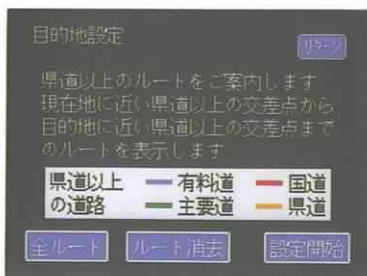 目的地設定
リターン
県道以上のルートをご案内します
現在地に近い県道以上の交差点から
目的地に近い県道以上の交差点まで
のルートを表示します
県道以上 ー 有料道 ー 国道
の道路 ー 主要道 ー 県道
全ルート ルート消去 設定開始